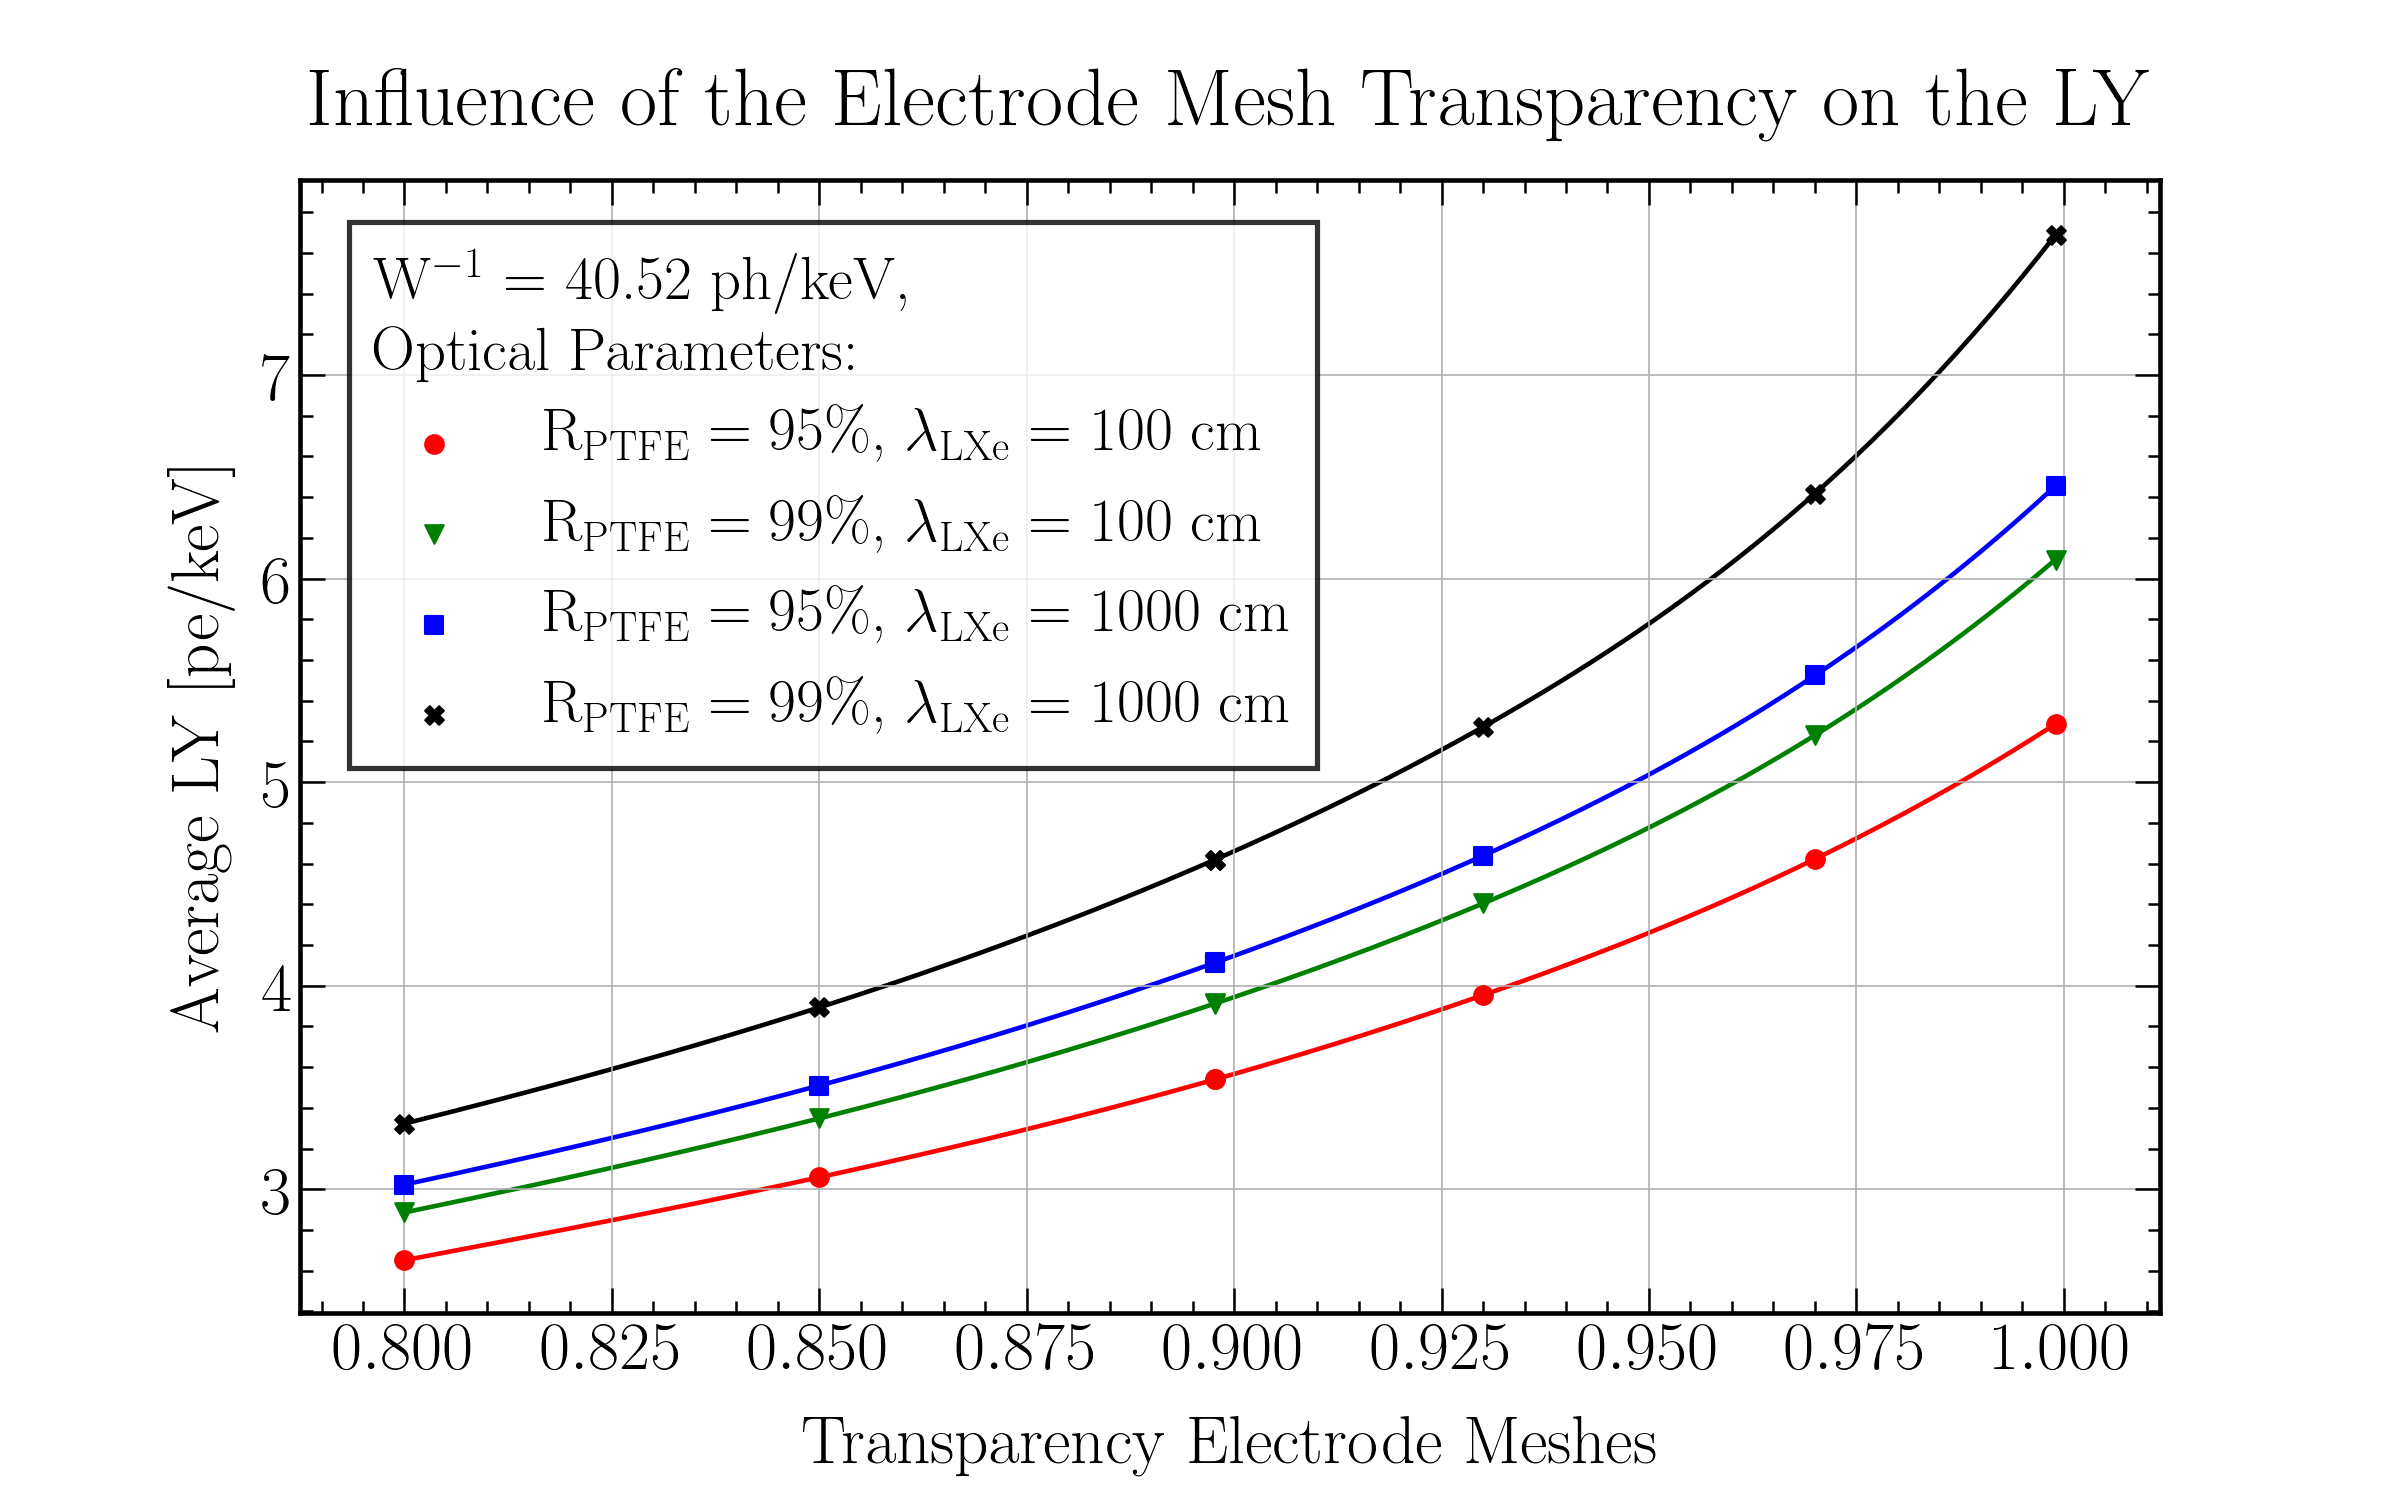 Influence of the Electrode Mesh Transparency on the LY
W⁻¹ = 40.52 ph/keV,
Optical Parameters:
R_PTFE = 95%, λ_LXe = 100 cm
R_PTFE = 99%, λ_LXe = 100 cm
R_PTFE = 95%, λ_LXe = 1000 cm
R_PTFE = 99%, λ_LXe = 1000 cm
Average LY [pe/keV]
7
6
5
4
3
0.800 0.825 0.850 0.875 0.900 0.925 0.950 0.975 1.000
Transparency Electrode Meshes